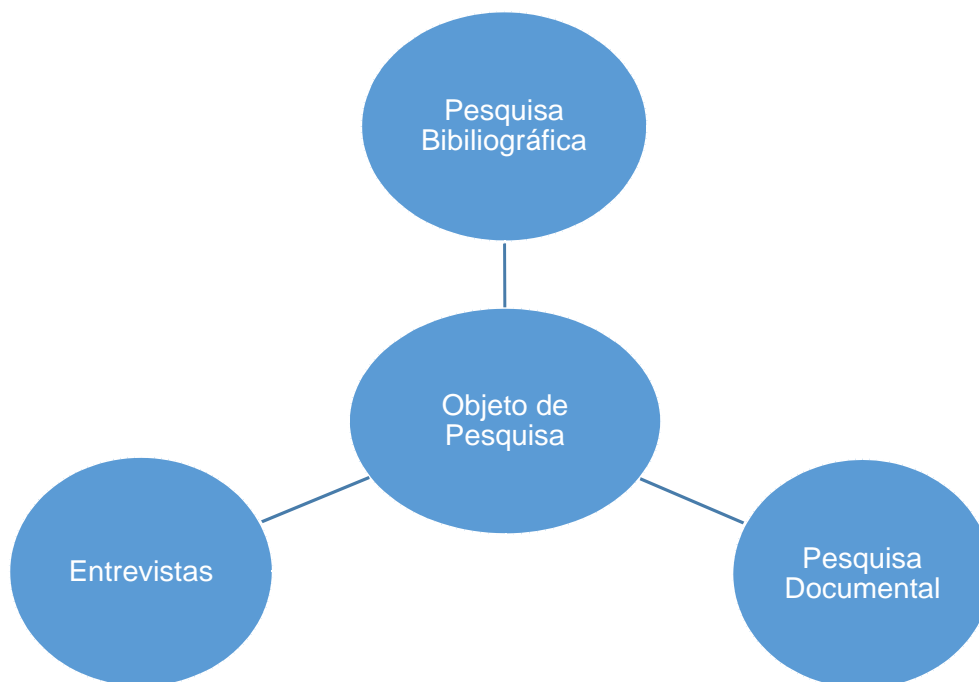 Pesquisa
Bibiliográfica
Objeto de
Pesquisa
Entrevistas
Pesquisa
Documental